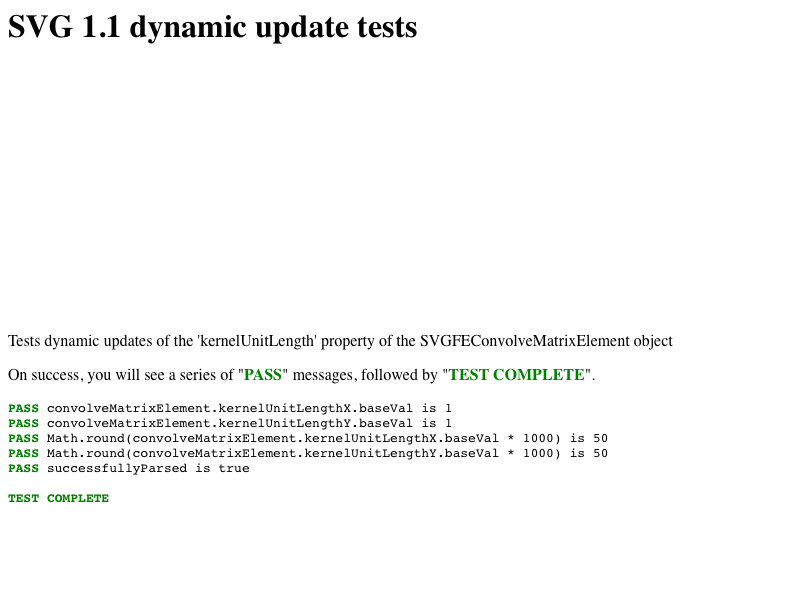 SVG 1.1 dynamic update tests
Tests dynamic updates of the 'kernelUnitLength' property of the SVGFEConvolveMatrixElement object
On success, you will see a series of "PASS" messages, followed by "TEST COMPLETE".
PASS convolveMatrixElement.kernelUnitLengthX.baseVal is 1
PASS convolveMatrixElement.kernelUnitLengthY.baseVal is 1
PASS Math.round(convolveMatrixElement.kernelUnitLengthX.baseVal * 1000) is 50
PASS Math.round(convolveMatrixElement.kernelUnitLengthY.baseVal * 1000) is 50
PASS successfullyParsed is true
TEST COMPLETE